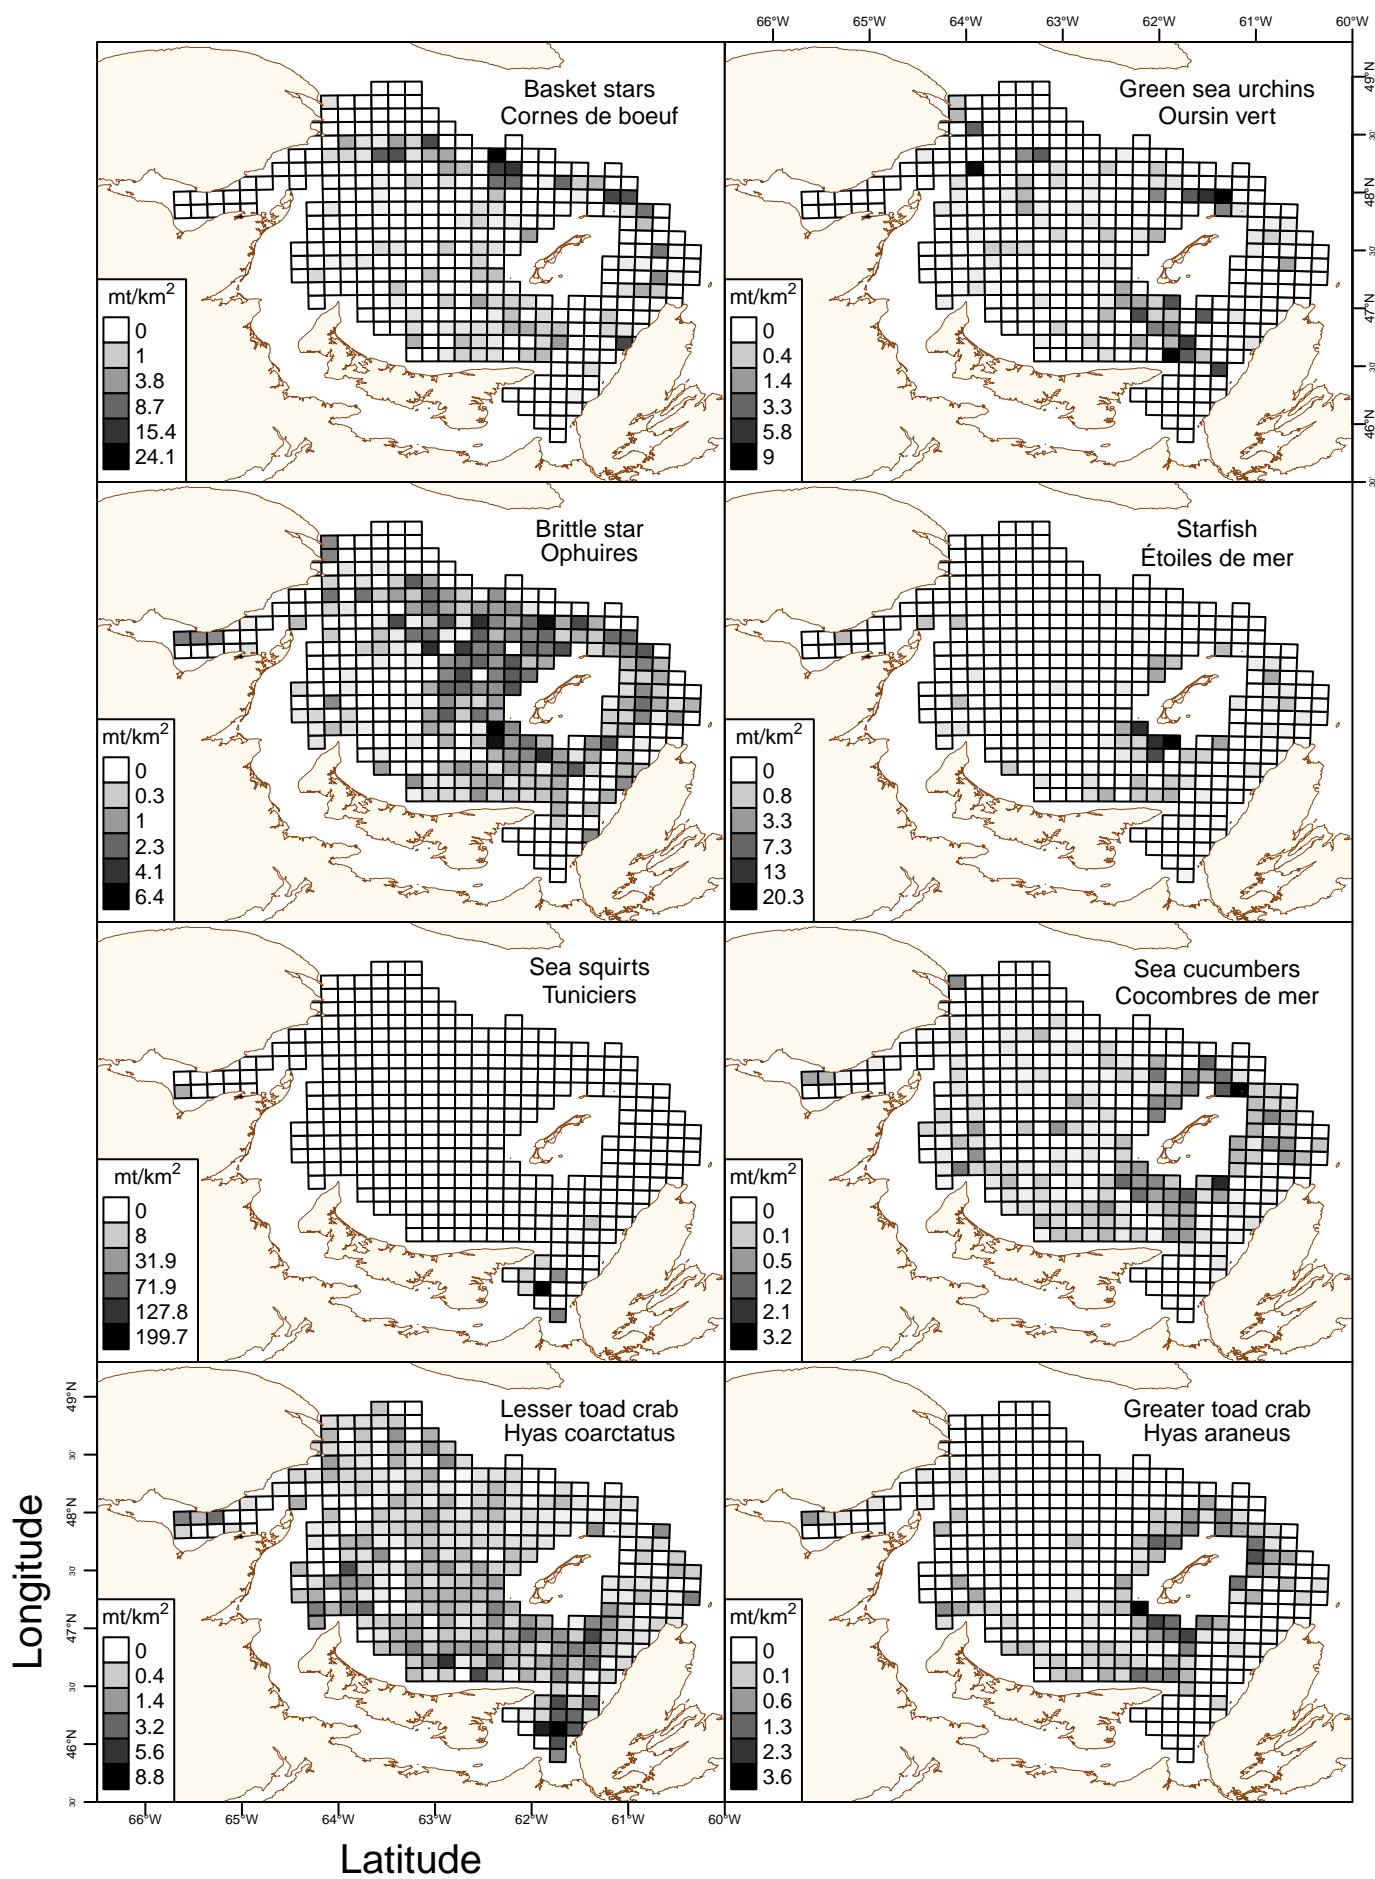 66°W 64°W 63°W 62°W 61°W 60°W
Basket stars
Cornes de boeuf
mt/km2
0
1
3.8
8.7
15.4
24.1
Green sea urchins
Oursin vert
mt/km2
0
0.4
1.4
3.3
5.8
9
49°N
30'
48°N
30'
47°N
30'
46°N
30'
Brittle star
Ophuires
mt/km2
0
0.3
1
2.3
4.1
6.4
Starfish
Étoiles de mer
mt/km2
0
0.8
3.3
7.3
13
20.3
Sea squirts
Tuniciers
mt/km2
0
8
31.9
71.9
127.8
199.7
Sea cucumbers
Cocombres de mer
mt/km2
0
0.1
0.5
1.2
2.1
3.2
Lesser toad crab
Hyas coarctatus
mt/km2
0
0.4
1.4
3.2
5.6
8.8
Greater toad crab
Hyas araneus
mt/km2
0
0.1
0.6
1.3
2.3
3.6
49°N
30'
48°N
30'
47°N
30'
46°N
30'
Longitude
66°W 65°W 64°W 63°W 62°W 61°W 60°W
Latitude